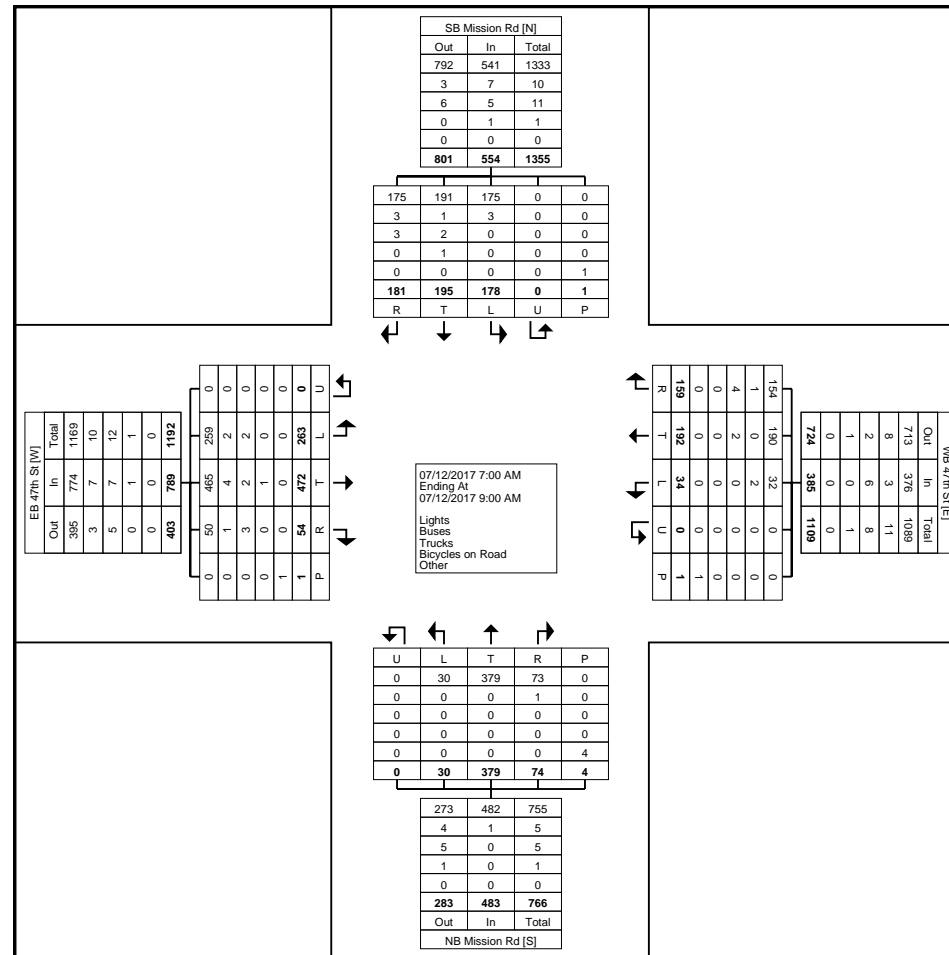 SB Mission Rd [N]
Out In Total
792 541 1333
3 7 10
6 5 11
0 1 1
0 0 0
801 554 1355
175 191 175 0 0
3 1 3 0 0
3 2 0 0 0
0 1 0 0 0
0 0 0 0 1
181 195 178 0 1
R T L U P
EB 47th St [W]
Total In Out
1169 774 395
10 7 3
12 7 5
1 1 0
0 0 0
1192 789 403
0 259 465 50 0
0 2 4 1 0
0 2 2 3 0
0 0 1 0 0
0 0 0 0 1
0 263 472 54 1
U L T R P
07/12/2017 7:00 AM
Ending At
07/12/2017 9:00 AM
Lights
Buses
Trucks
Bicycles on Road
Other
R T L U P
159 192 34 0 1
0 0 0 0 1
0 0 0 0 0
4 2 0 0 0
1 0 2 0 0
154 190 32 0 0
WB 47th St [E]
Out In Total
713 376 1089
8 3 11
2 6 8
1 0 1
0 0 0
724 385 1109
U L T R P
0 30 379 73 0
0 0 0 1 0
0 0 0 0 0
0 0 0 0 0
0 0 0 0 4
0 30 379 74 4
273 482 755
4 1 5
5 0 5
1 0 1
0 0 0
283 483 766
Out In Total
NB Mission Rd [S]